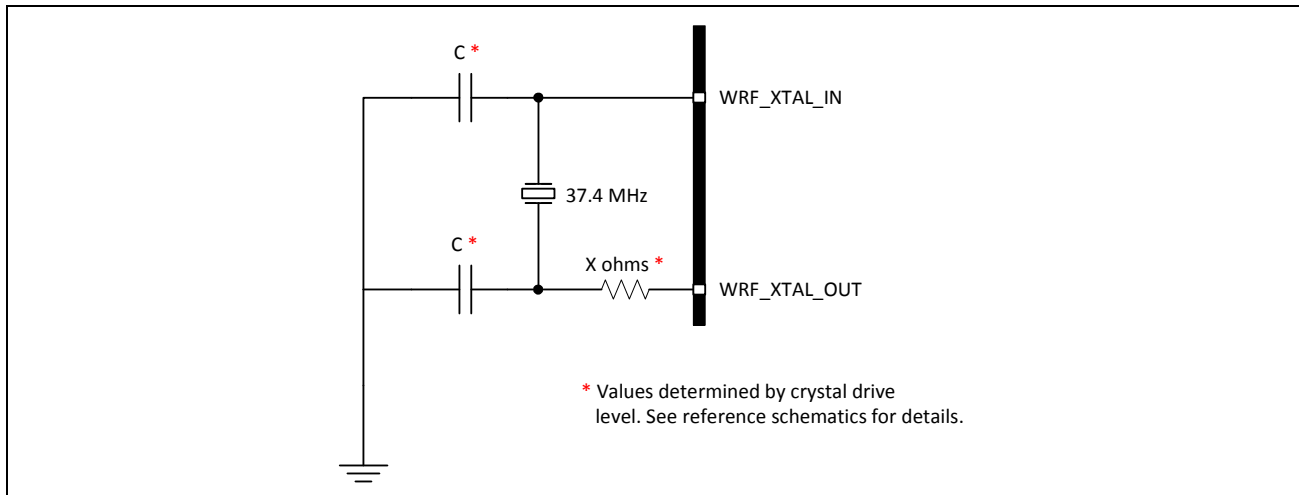 C *
WRF_XTAL_IN
37.4 MHz
C *
X ohms *
WRF_XTAL_OUT
* Values determined by crystal drive
level. See reference schematics for details.